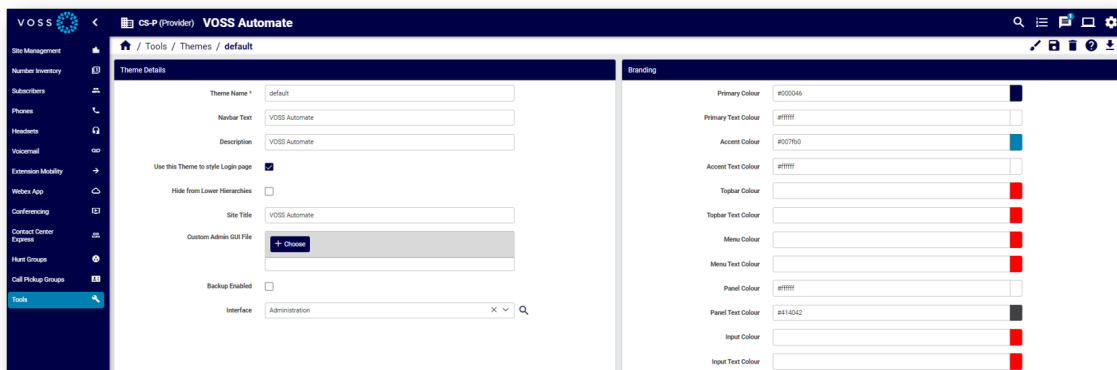 VOSS
CS-P (Provider) VOSS Automate
1
Site Management
Number Inventory
Subscribers
Phones
Headsets
Voicemail
Extension Mobility
Webex App
Conferencing
Contact Center
Express
Hunt Groups
Call Pickup Groups
Tools
/ Tools / Themes / default
Theme Details
Theme Name *
default
Navbar Text
VOSS Automate
Description
VOSS Automate
Use this Theme to style Login page
Hide from Lower Hierarchies
Site Title
VOSS Automate
Custom Admin GUI File
+ Choose
Backup Enabled
Interface
Administration
Branding
Primary Colour
#000046
Primary Text Colour
#ffffff
Accent Colour
#007fb0
Accent Text Colour
#ffffff
Topbar Colour
Topbar Text Colour
Menu Colour
Menu Text Colour
Panel Colour
#ffffff
Panel Text Colour
#414042
Input Colour
Input Text Colour